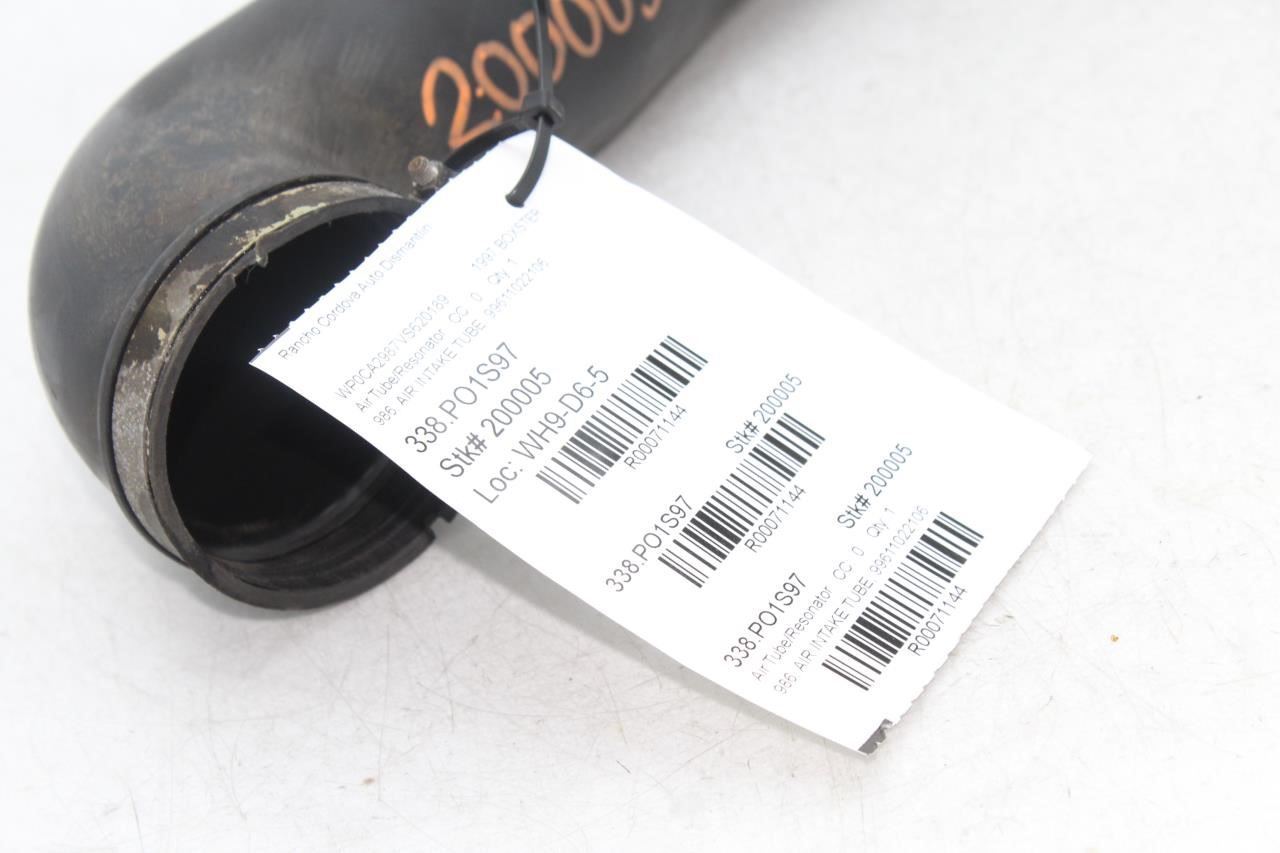 20000
Rancho Cordova Auto Dismantlin
WP0CA2987VS620189 1997 BOXSTER
Air Tube/Resonator CC 0 Qty 1
986 AIR INTAKE TUBE 99611022106
338.PO1S97
Stk# 200005
Loc: WH9-D6-5
R00071144
338.PO1S97 Stk# 200005
R00071144
338.PO1S97 Stk# 200005
Air Tube/Resonator CC 0 Qty 1
986 AIR INTAKE TUBE 99611022106
R00071144